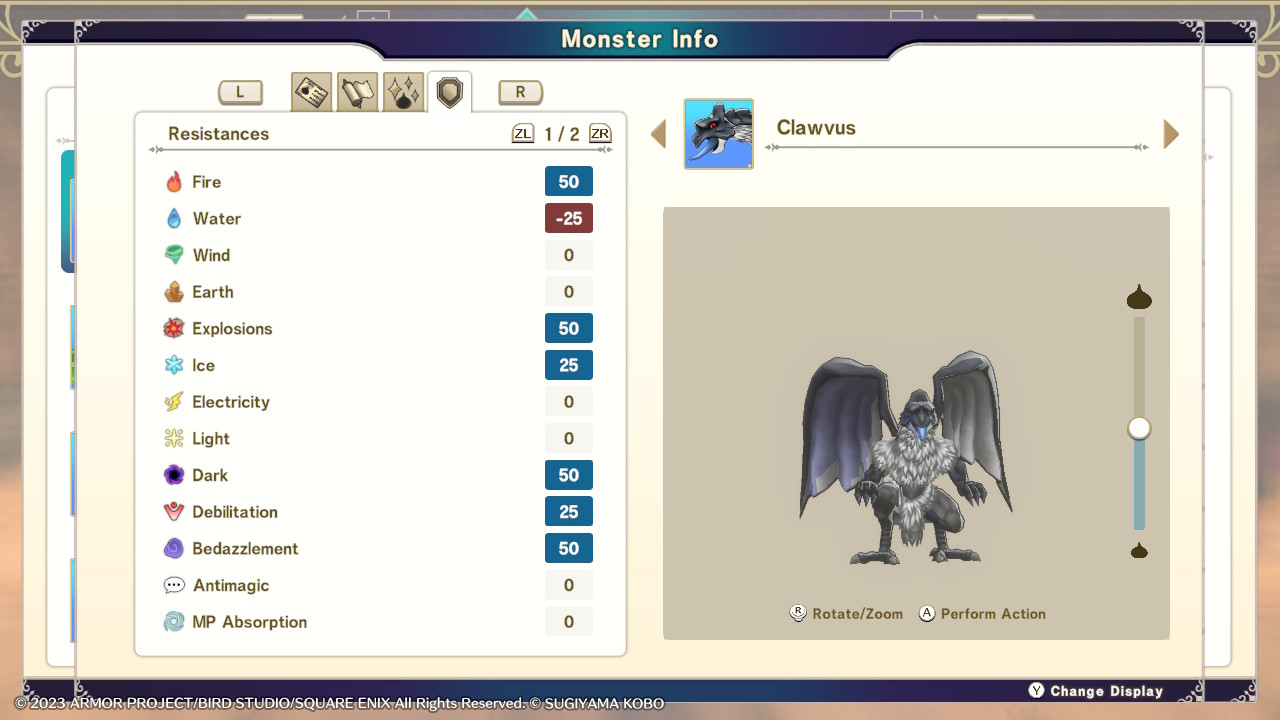 Monster Info
L
R
Resistances
ZL 1 / 2 ZR
Fire 50
Water -25
Wind 0
Earth 0
Explosions 50
Ice 25
Electricity 0
Light 0
Dark 50
Debilitation 25
Bedazzlement 50
Antimagic 0
MP Absorption 0
Clawvus
R Rotate/Zoom A Perform Action
Y Change Display
© 2023 ARMOR PROJECT/BIRD STUDIO/SQUARE ENIX All Rights Reserved. © SUGIYAMA KOBO